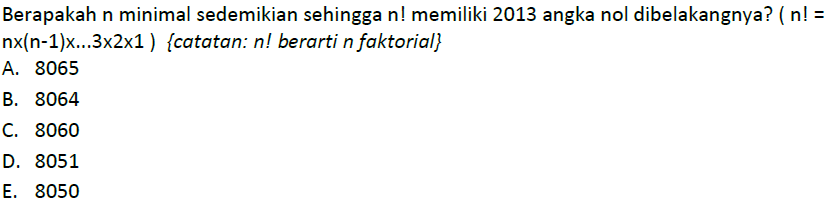 Berapakah n minimal sedemikian sehingga n! memiliki 2013 angka nol dibelakangnya? ( n! =
nx(n-1)x...3x2x1 ) {catatan: n! berarti n faktorial}
A. 8065
B. 8064
C. 8060
D. 8051
E. 8050